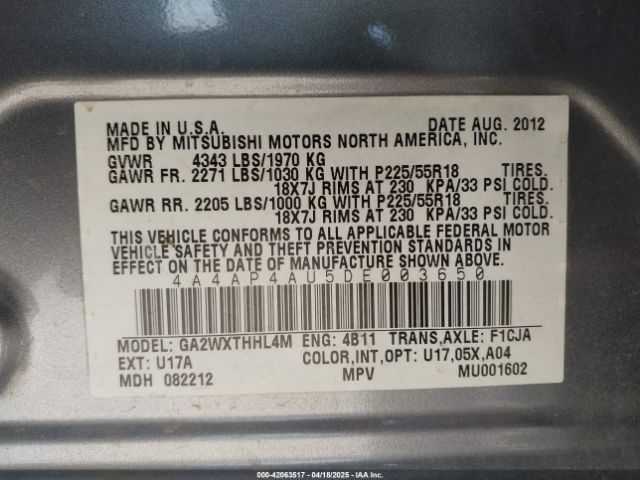 MADE IN U.S.A. DATE AUG. 2012
MFD BY MITSUBISHI MOTORS NORTH AMERICA, INC.
GVWR 4343 LBS/1970 KG
GAWR FR. 2271 LBS/1030 KG WITH P225/55R18 TIRES.
18X7J RIMS AT 230 KPA/33 PSI COLD.
GAWR RR. 2205 LBS/1000 KG WITH P225/55R18 TIRES.
18X7J RIMS AT 230 KPA/33 PSI COLD.
THIS VEHICLE CONFORMS TO ALL APPLICABLE FEDERAL MOTOR
VEHICLE SAFETY AND THEFT PREVENTION STANDARDS IN
EFFECT ON THE DATE OF MANUFACTURE SHOWN ABOVE.
4A4AP4AU5DE003650
MODEL: GA2WXTHHL4M ENG: 4B11 TRANS,AXLE: F1CJA
EXT: U17A COLOR,INT,OPT: U17,05X,A04
MDH 082212 MPV MU001602
000-42063517 - 04/18/2025 - IAA Inc.